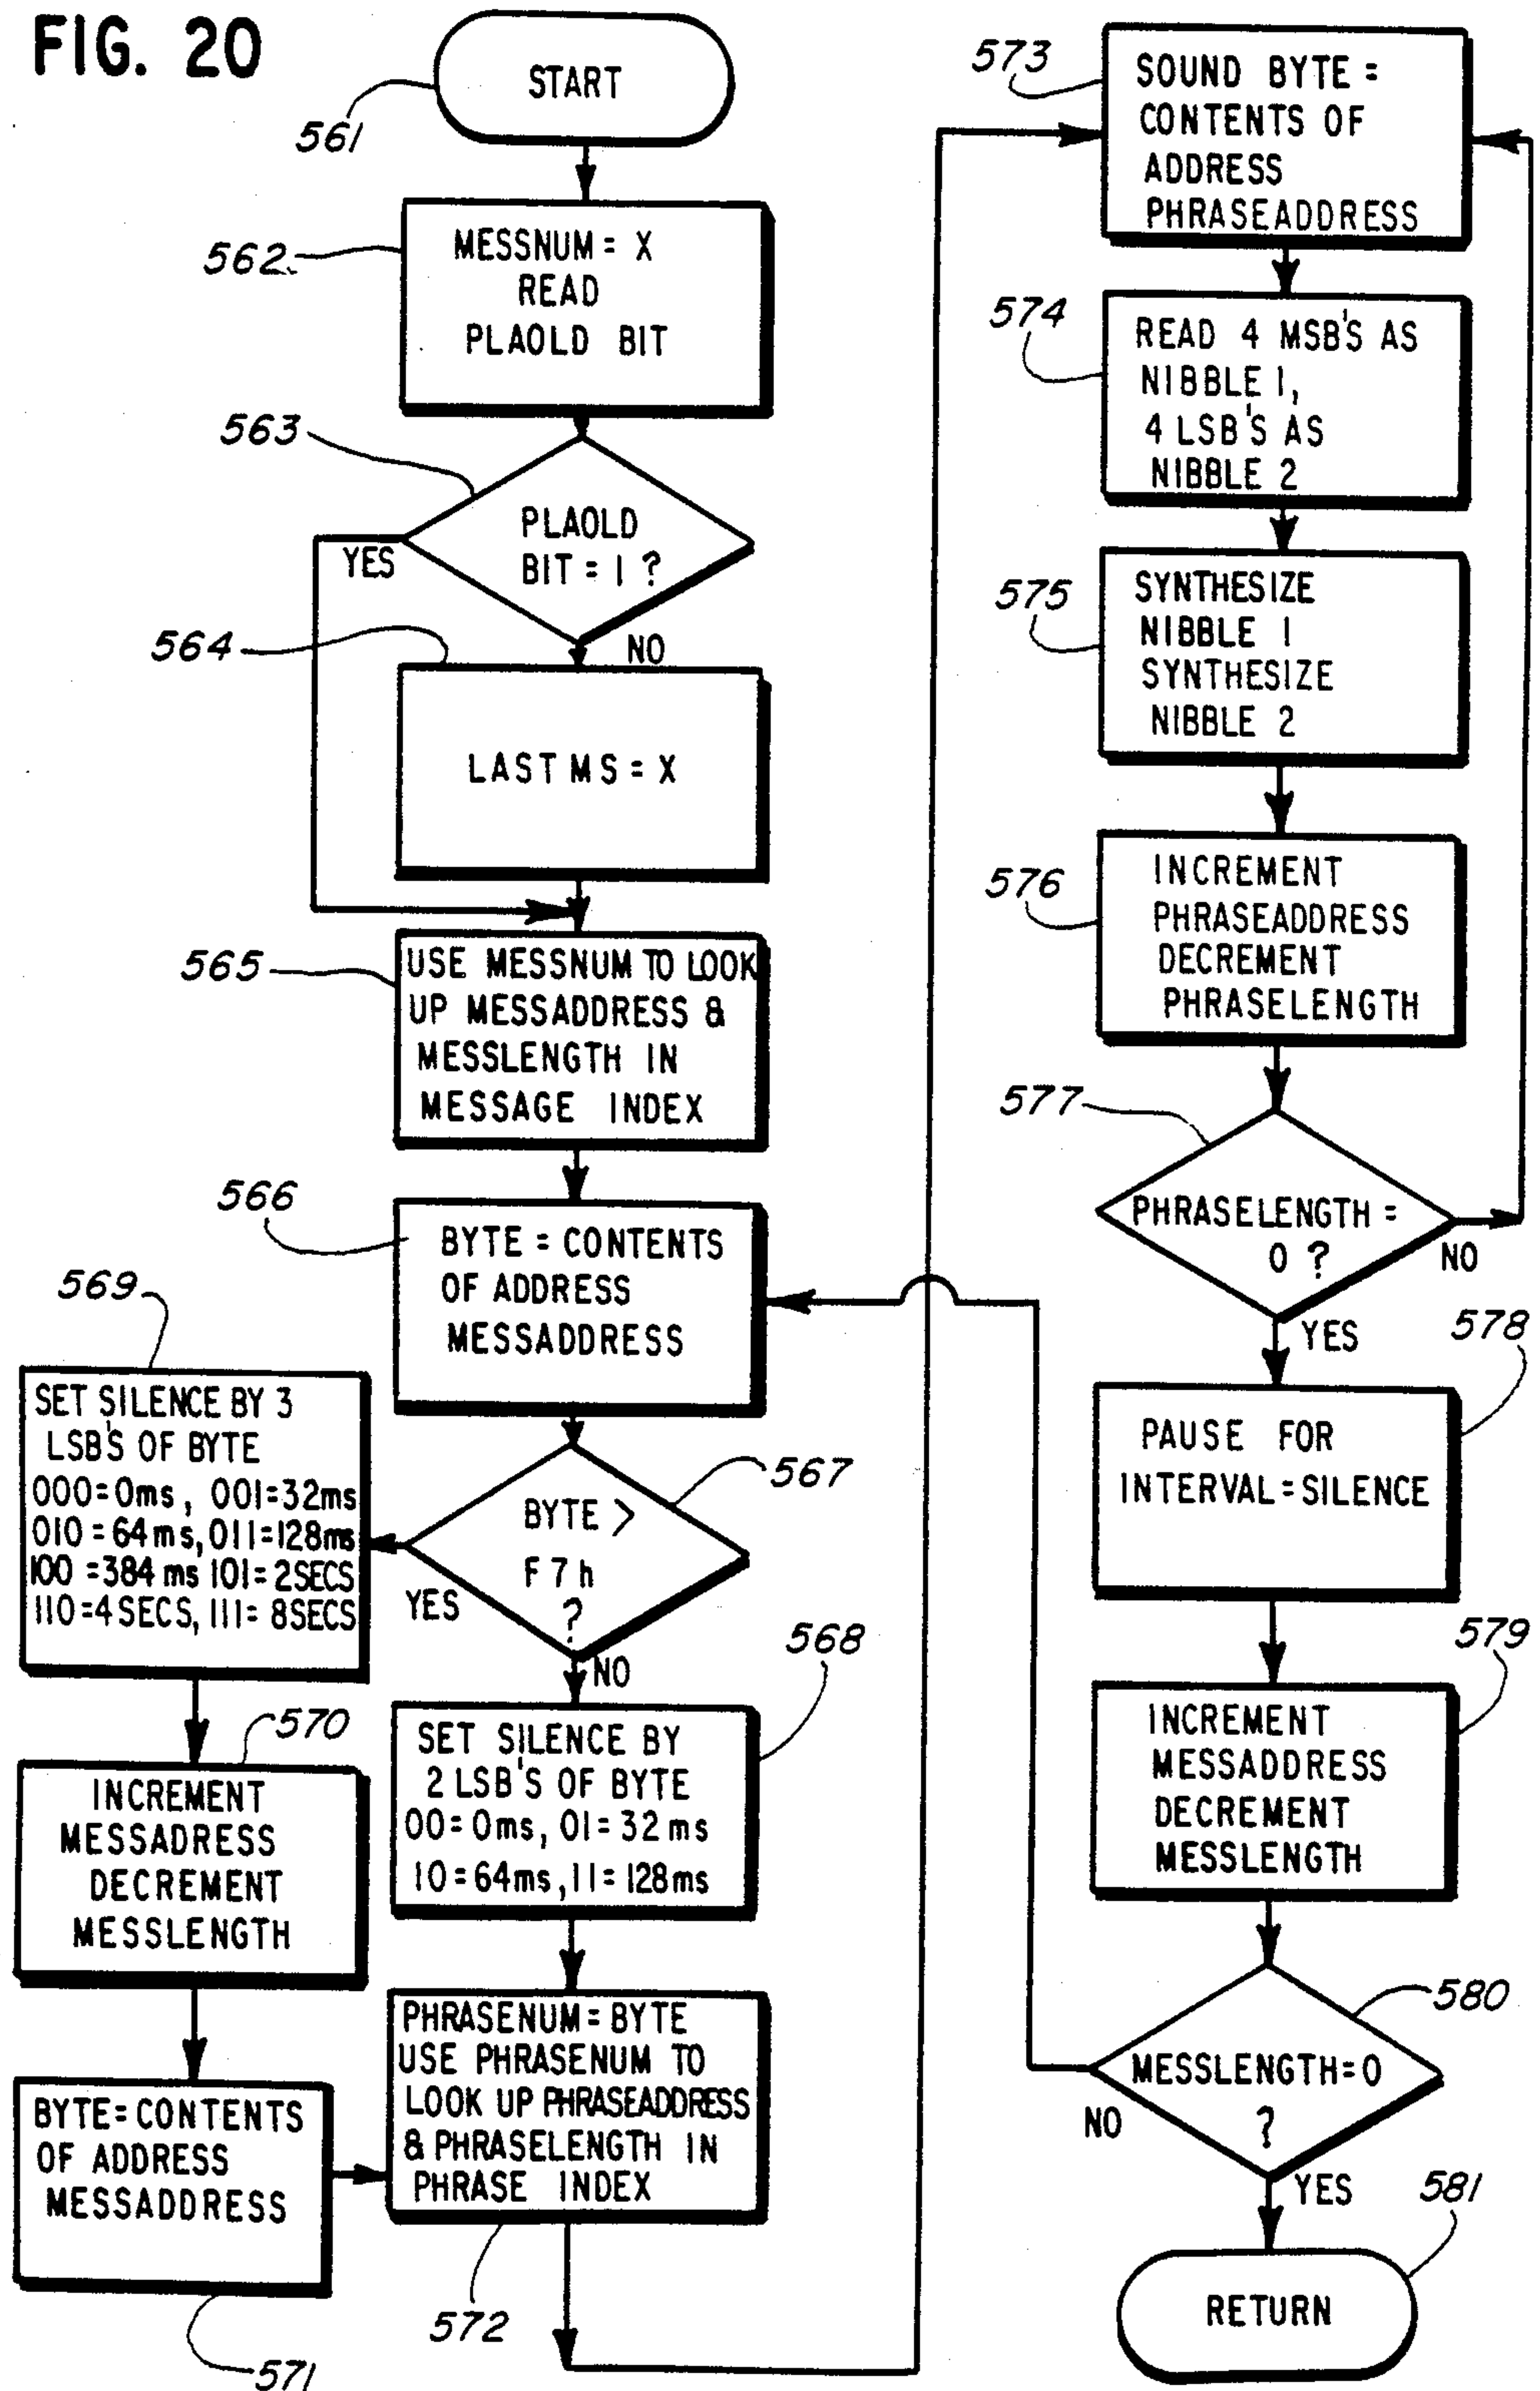 FIG. 20
START
561
562
MESSNUM = X
READ
PLAOLD BIT
563
PLAOLD
BIT = 1 ?
YES
NO
564
LAST MS = X
565
USE MESSNUM TO LOOK
UP MESSADDRESS &
MESSLENGTH IN
MESSAGE INDEX
566
BYTE = CONTENTS
OF ADDRESS
MESSADDRESS
567
BYTE >
F 7 h
?
YES
NO
569
SET SILENCE BY 3
LSB'S OF BYTE
000=0ms, 001=32ms
010=64ms, 011=128ms
100=384 ms 101=2SECS
110=4SECS, 111=8SECS
568
SET SILENCE BY
2 LSB'S OF BYTE
00=0ms, 01=32ms
10=64ms, 11=128ms
570
INCREMENT
MESSADRESS
DECREMENT
MESSLENGTH
571
BYTE=CONTENTS
OF ADDRESS
MESSADDRESS
572
PHRASENUM=BYTE
USE PHRASENUM TO
LOOK UP PHRASEADDRESS
& PHRASELENGTH IN
PHRASE INDEX
573
SOUND BYTE =
CONTENTS OF
ADDRESS
PHRASEADDRESS
574
READ 4 MSB'S AS
NIBBLE 1,
4 LSB'S AS
NIBBLE 2
575
SYNTHESIZE
NIBBLE 1
SYNTHESIZE
NIBBLE 2
576
INCREMENT
PHRASEADDRESS
DECREMENT
PHRASELENGTH
577
PHRASELENGTH =
0 ?
NO
YES
578
PAUSE FOR
INTERVAL=SILENCE
579
INCREMENT
MESSADDRESS
DECREMENT
MESSLENGTH
580
MESSLENGTH=0
?
NO
YES
581
RETURN